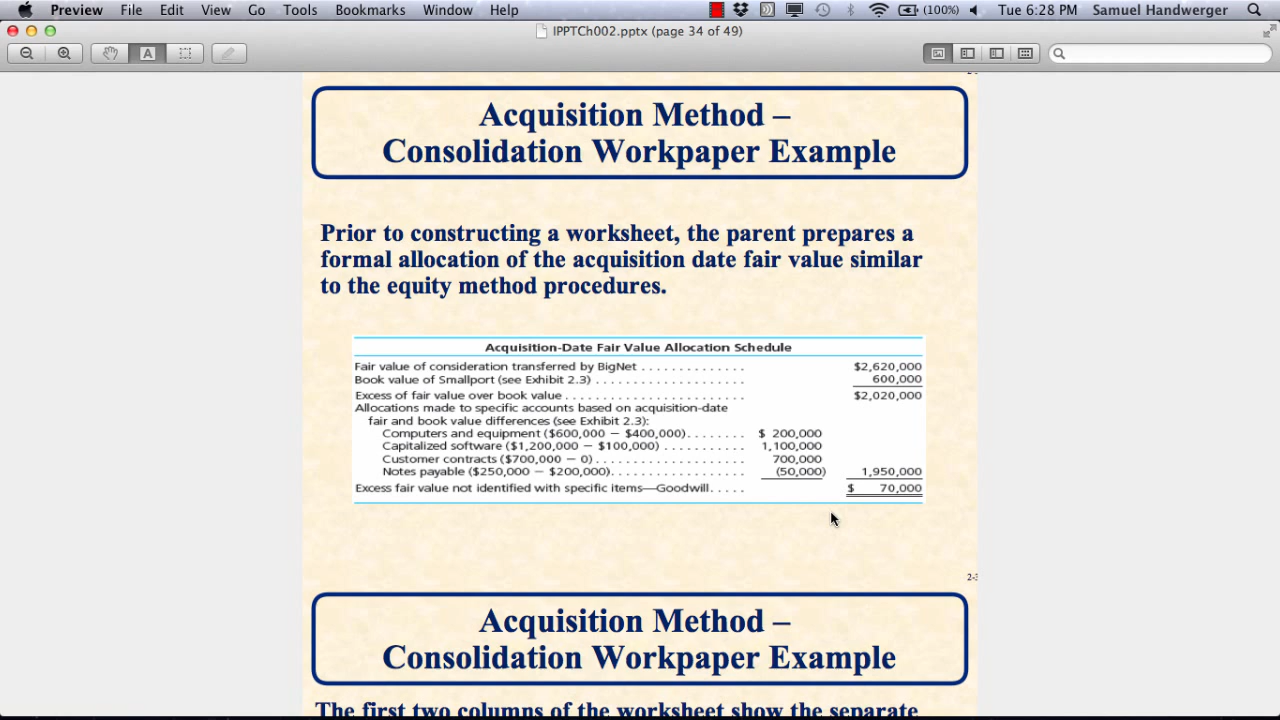 Preview File Edit View Go Tools Bookmarks Window Help (100%) Tue 6:28 PM Samuel Handwerger
IPPTCh002.pptx (page 34 of 49)
Acquisition Method –
Consolidation Workpaper Example
Prior to constructing a worksheet, the parent prepares a
formal allocation of the acquisition date fair value similar
to the equity method procedures.
Acquisition-Date Fair Value Allocation Schedule
Fair value of consideration transferred by BigNet . . . . . . . . . . . . . $2,620,000
Book value of Smallport (see Exhibit 2.3) . . . . . . . . . . . . . . . . . . 600,000
Excess of fair value over book value . . . . . . . . . . . . . . . . . . . . . $2,020,000
Allocations made to specific accounts based on acquisition-date
fair and book value differences (see Exhibit 2.3):
Computers and equipment ($600,000 − $400,000). . . . . . . . $ 200,000
Capitalized software ($1,200,000 − $100,000) . . . . . . . . . . . 1,100,000
Customer contracts ($700,000 − 0) . . . . . . . . . . . . . . . . . . 700,000
Notes payable ($250,000 − $200,000). . . . . . . . . . . . . . . . (50,000) 1,950,000
Excess fair value not identified with specific items—Goodwill. . . . . $ 70,000
Acquisition Method –
Consolidation Workpaper Example
The first two columns of the worksheet show the separate